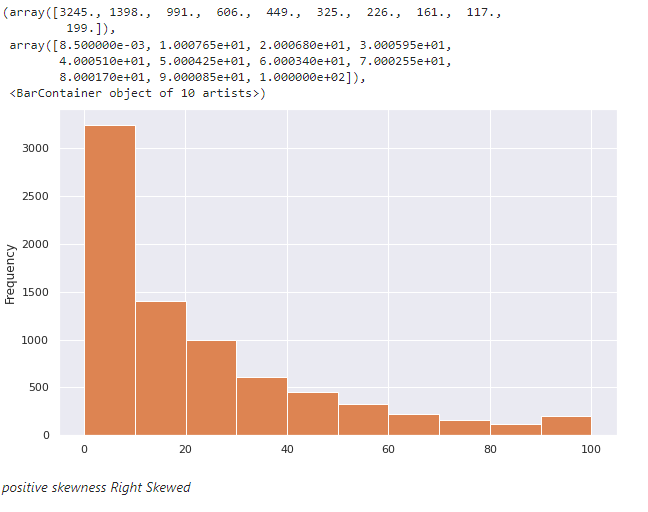 (array([3245., 1398.,  991.,  606.,  449.,  325.,  226.,  161.,  117.,
         199.]),
 array([8.500000e-03, 1.000765e+01, 2.000680e+01, 3.000595e+01,
        4.000510e+01, 5.000425e+01, 6.000340e+01, 7.000255e+01,
        8.000170e+01, 9.000085e+01, 1.000000e+02]),
 <BarContainer object of 10 artists>)
3000
2500
2000
1500
1000
500
0
Frequency
0 20 40 60 80 100
positive skewness Right Skewed